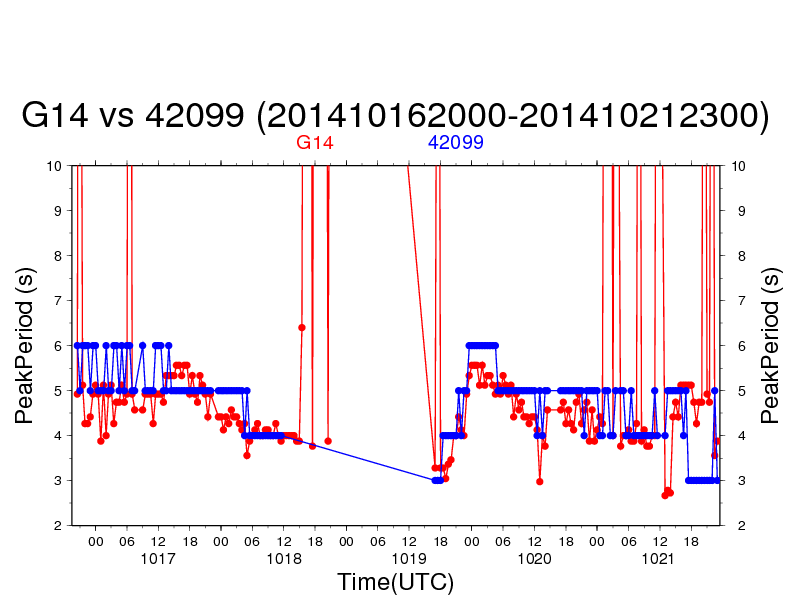 G14 vs 42099 (201410162000-201410212300)
G14 42099
10 10
9 9
8 8
7 7
6 6
5 5
4 4
3 3
2 2
PeakPeriod (s)
PeakPeriod (s)
00 06 12 18 00 06 12 18 00 06 12 18 00 06 12 18 00 06 12 18
1017 1018 1019 1020 1021
Time(UTC)